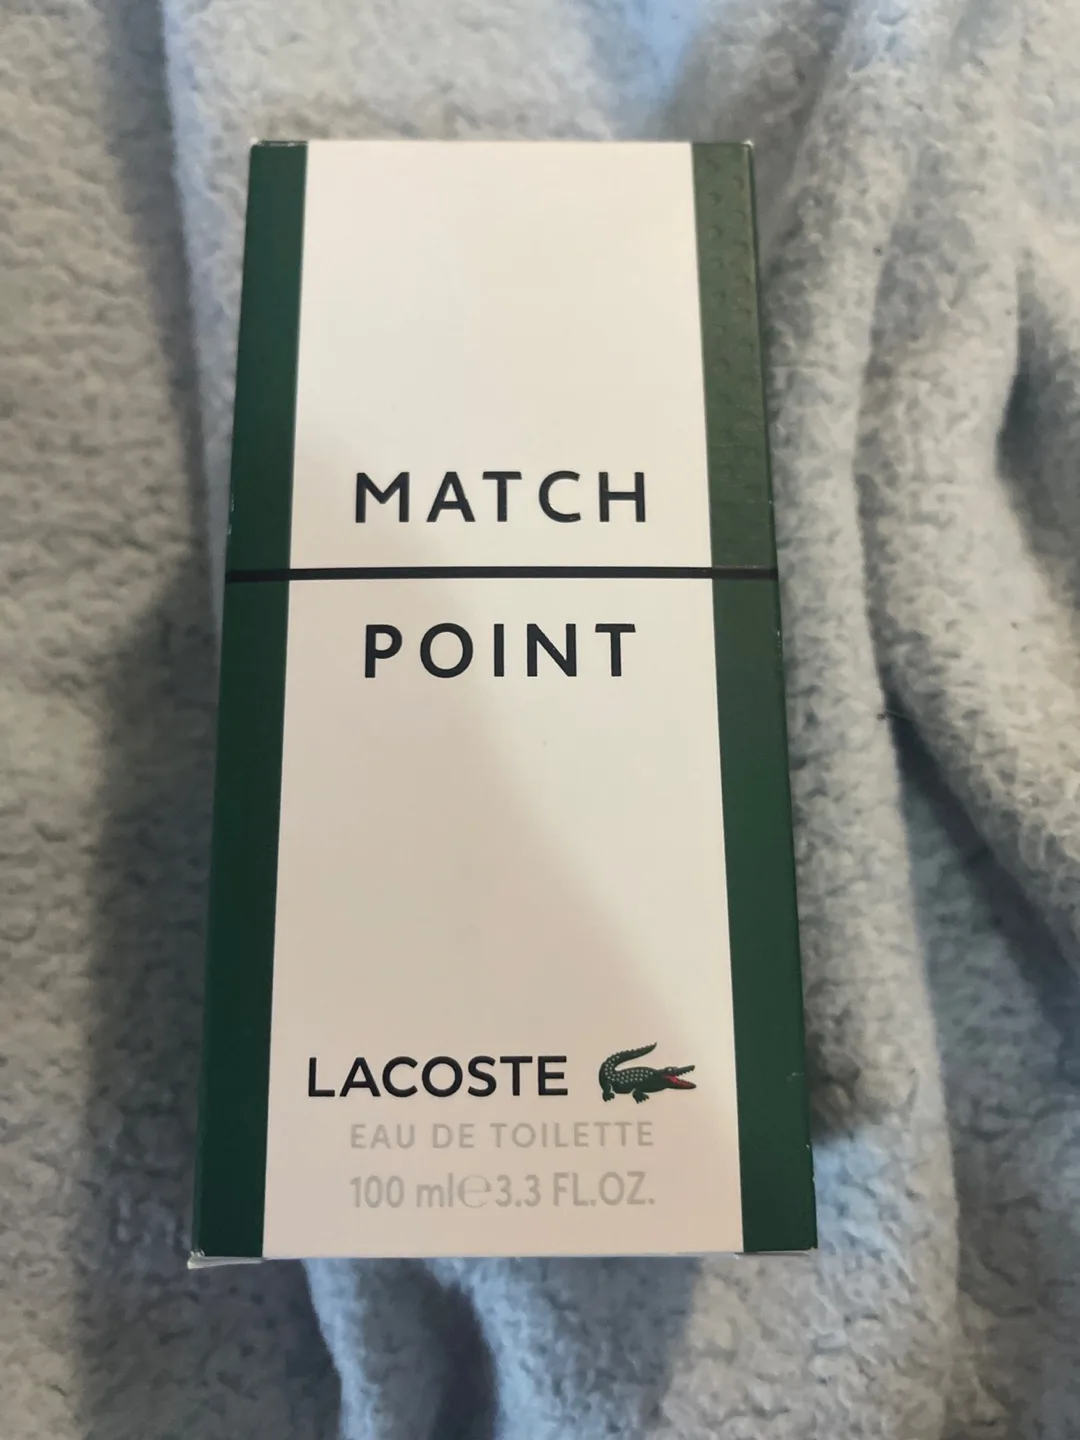 MATCH
POINT
LACOSTE
EAU DE TOILETTE
100 ml℮3.3 FL.OZ.